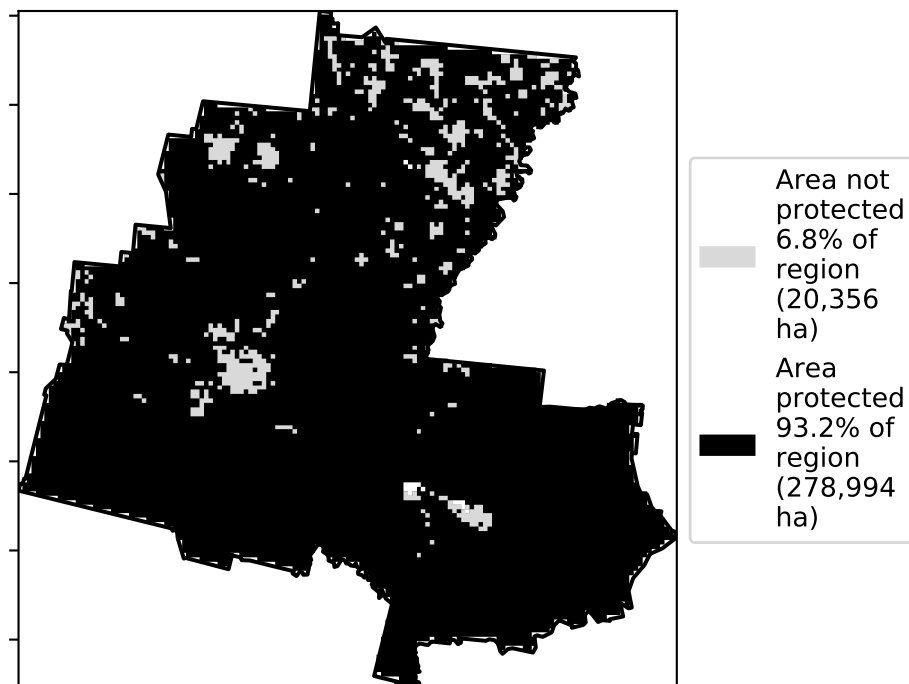 Area not
protected
6.8% of
region
(20,356
ha)
Area
protected
93.2% of
region
(278,994
ha)